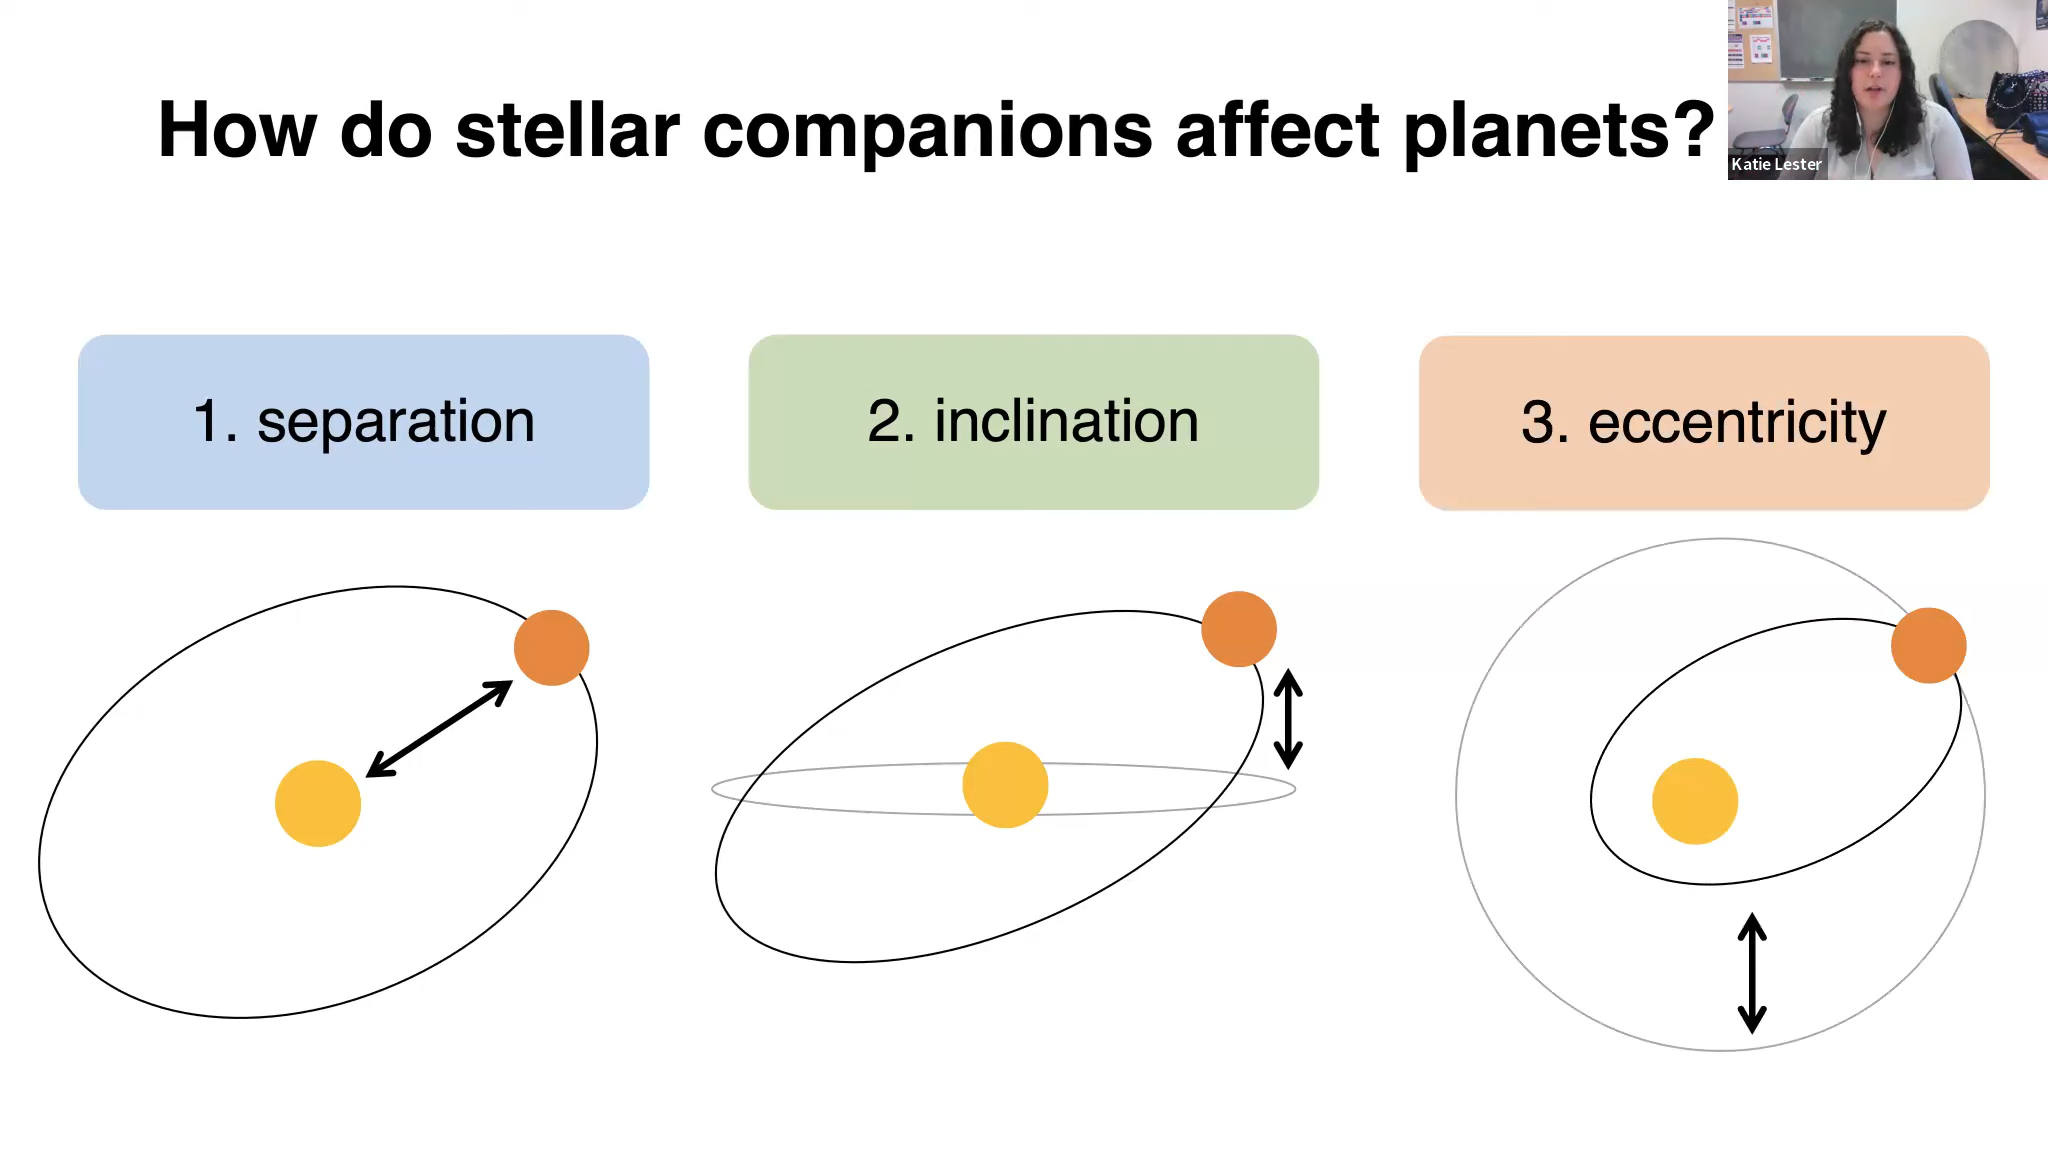 How do stellar companions affect planets?
Katie Lester
1. separation
2. inclination
3. eccentricity